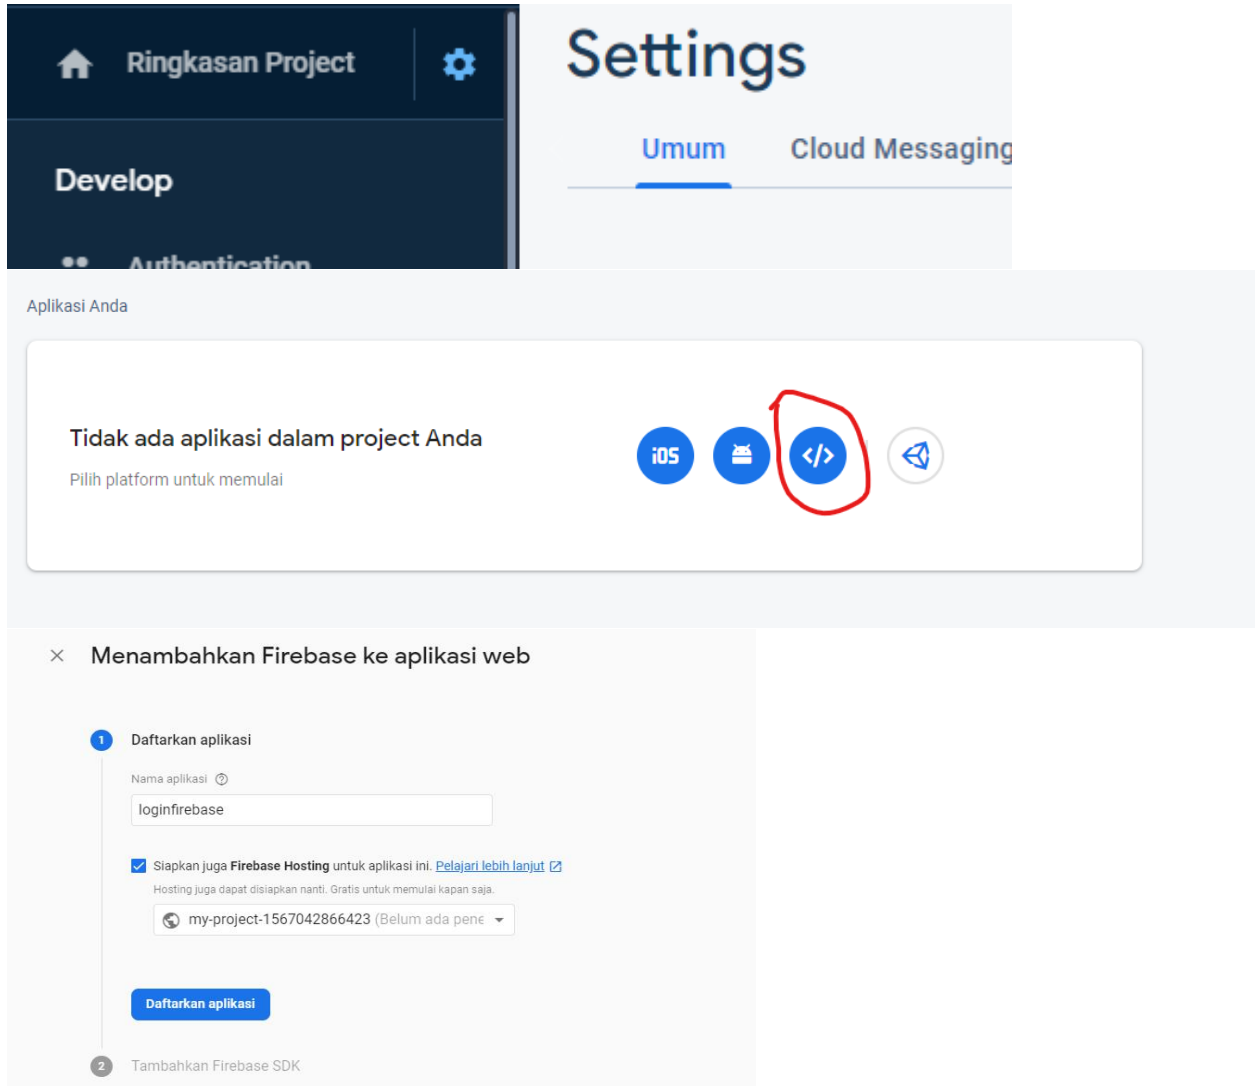 Ringkasan Project
Develop
Authentication
Settings
Umum
Cloud Messaging
Aplikasi Anda
Tidak ada aplikasi dalam project Anda
Pilih platform untuk memulai
iOS
</>
Menambahkan Firebase ke aplikasi web
1 Daftarkan aplikasi
Nama aplikasi
loginfirebase
Siapkan juga Firebase Hosting untuk aplikasi ini. Pelajari lebih lanjut
Hosting juga dapat disiapkan nanti. Gratis untuk memulai kapan saja.
my-project-1567042866423 (Belum ada pene
Daftarkan aplikasi
2 Tambahkan Firebase SDK